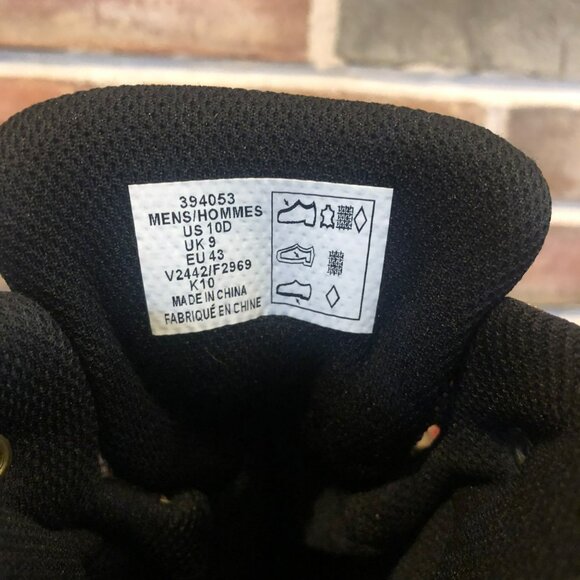 394053
MENS/HOMMES
US 10D
UK 9
EU 43
V2442/F2969
K10
MADE IN CHINA
FABRIQUÉ EN CHINE